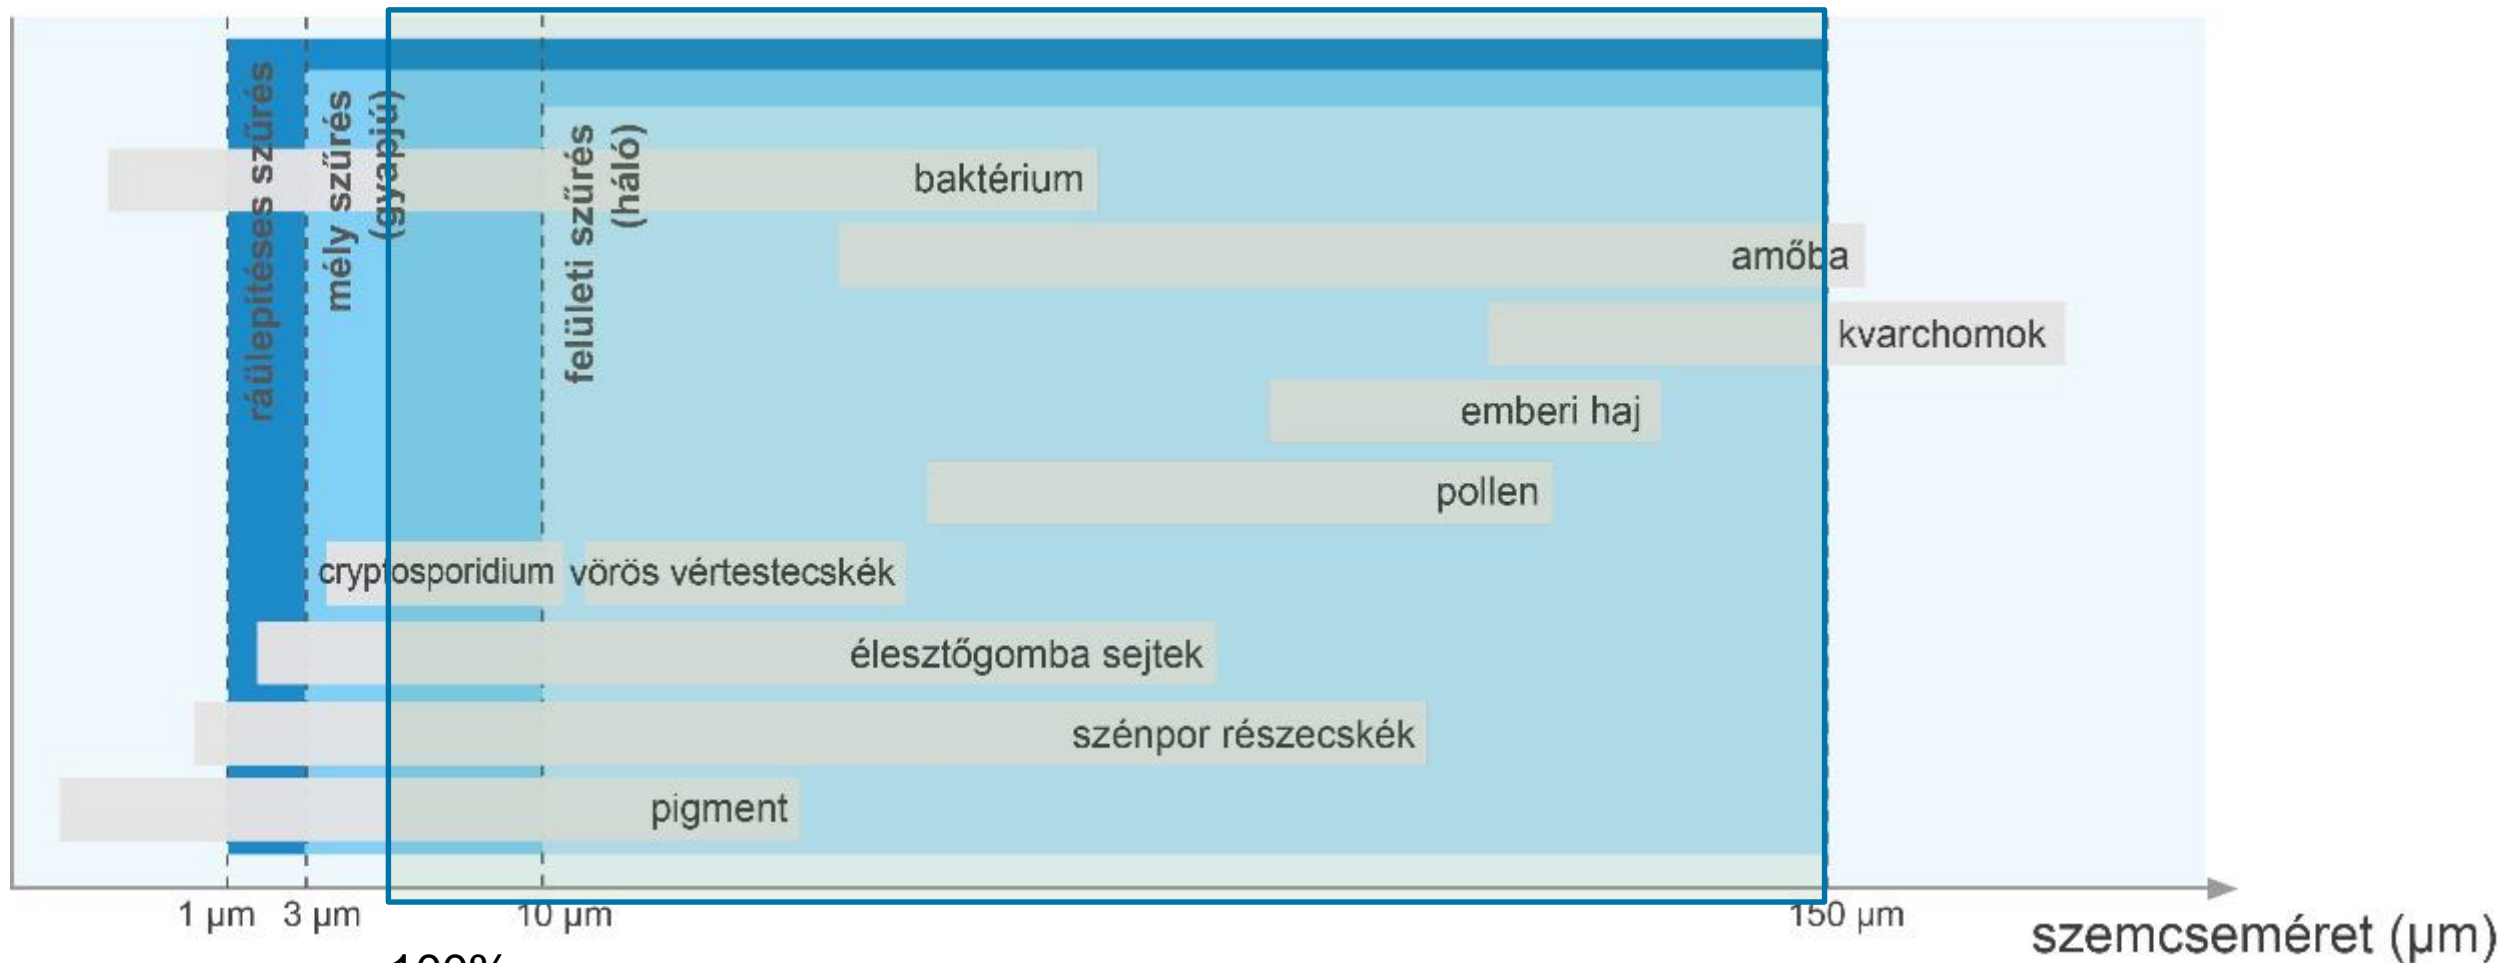 ráülepítéses szűrés
mély szűrés
(gyapjú)
felületi szűrés
(háló)
baktérium
amőba
kvarchomok
emberi haj
pollen
cryptosporidium
vörös vértestecskék
élesztőgomba sejtek
szénpor részecskék
pigment
1 µm
3 µm
10 µm
150 µm
szemcseméret (µm)
100%